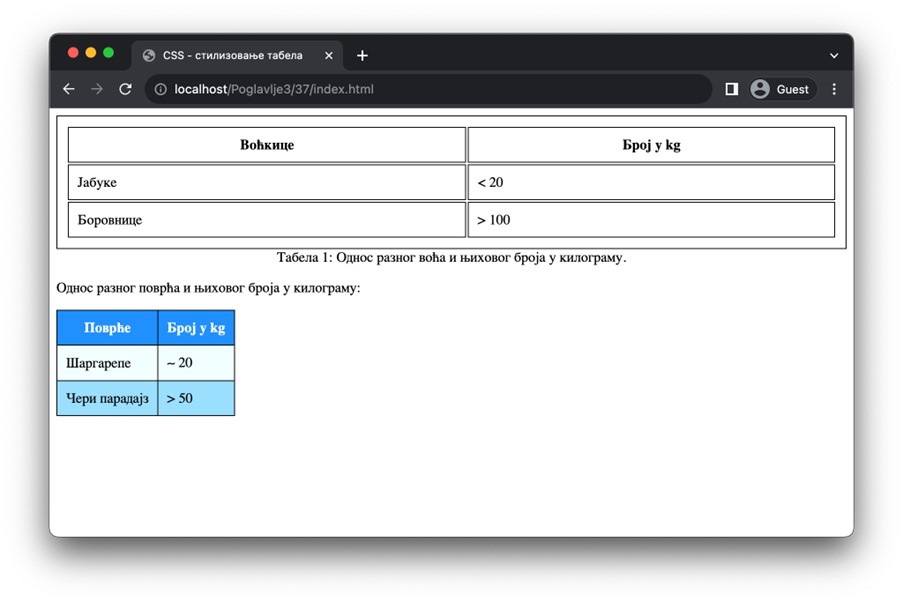 CSS - стилизовање табела
localhost/Poglavlje3/37/index.html
Guest
Воћкице Број у kg
Јабуке < 20
Боровнице > 100
Табела 1: Однос разног воћа и њиховог броја у килограму.
Однос разног поврћа и њиховог броја у килограму:
Поврће Број у kg
Шаргарепе ~ 20
Чери парадајз > 50